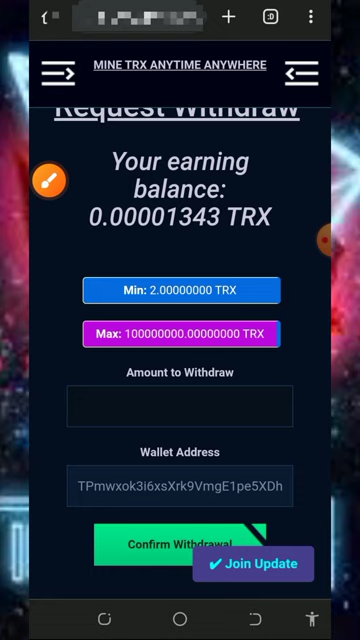 MINE TRX ANYTIME ANYWHERE
Request Withdraw
Your earning
balance:
0.00001343 TRX
Min: 2.00000000 TRX
Max: 100000000.00000000 TRX
Amount to Withdraw
Wallet Address
TPmwxok3i6xsXrk9VmgE1pe5XDh
Confirm Withdrawal
✔ Join Update